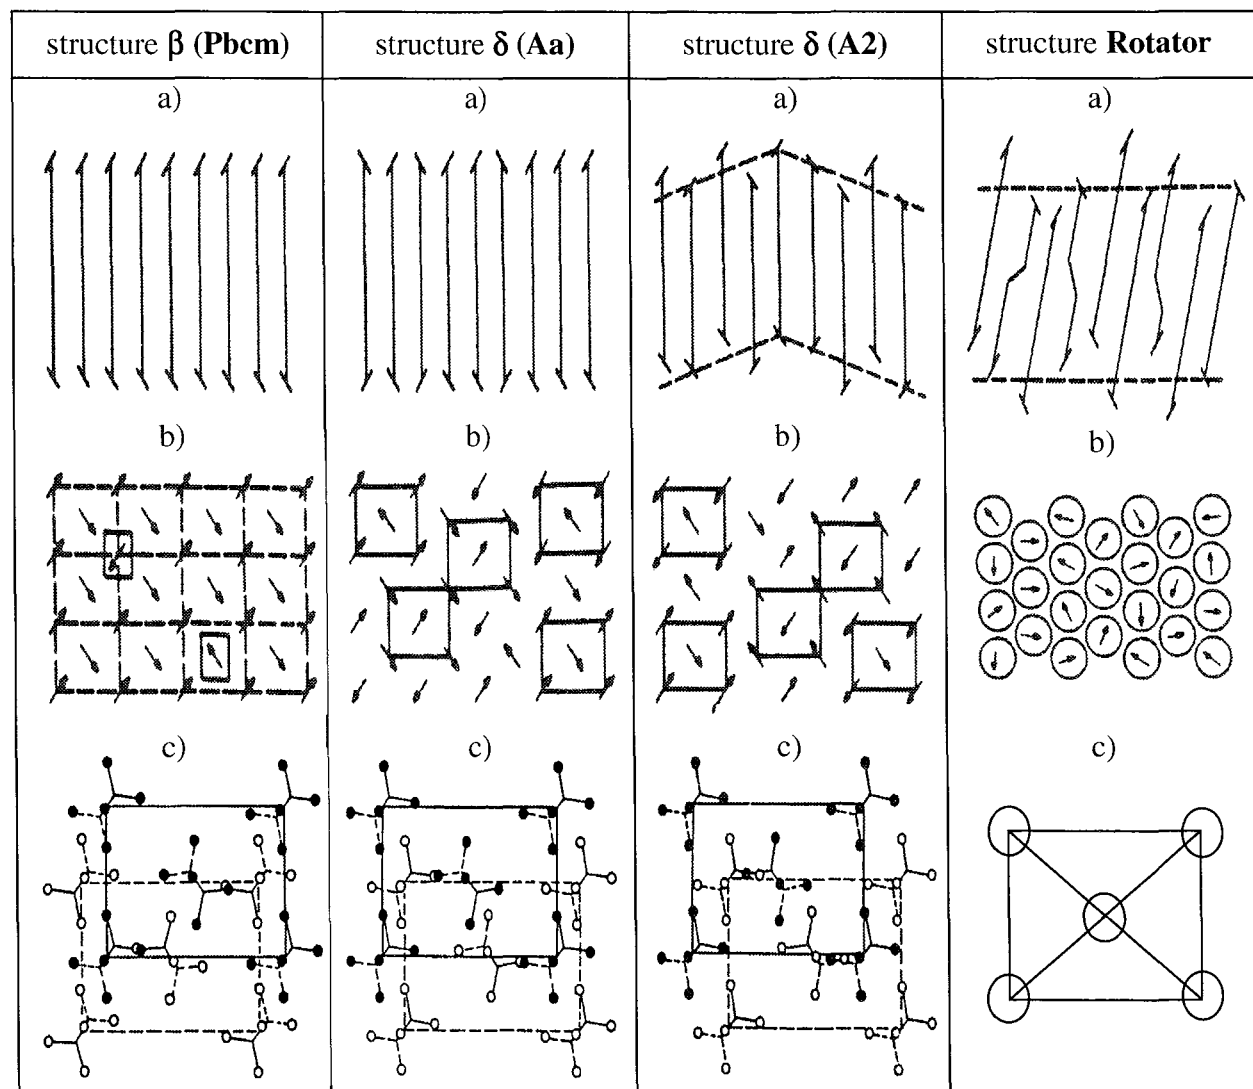 structure β (Pbcm) structure δ (Aa) structure δ (A2) structure Rotator
a) a) a) a)
b) b) b) b)
c) c) c) c)